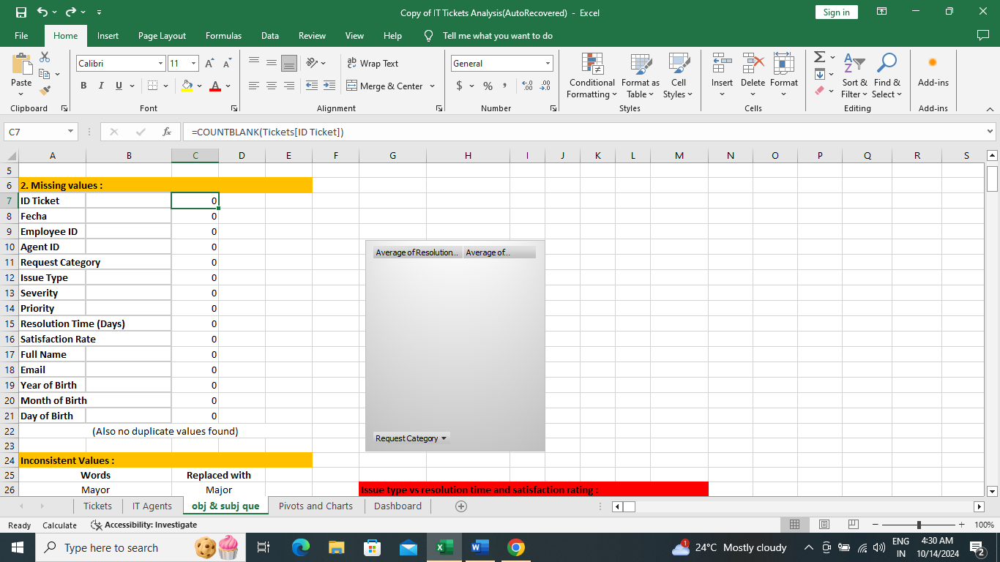 Copy of IT Tickets Analysis(AutoRecovered) - Excel
Sign in
File Home Insert Page Layout Formulas Data Review View Help Tell me what you want to do
Calibri 11 Wrap Text General
Paste B I U Merge & Center $ % Conditional Formatting Format as Table Cell Styles Insert Delete Format Sort & Filter Find & Select Add-ins
Clipboard Font Alignment Number Styles Cells Editing Add-ins
C7 fx =COUNTBLANK(Tickets[ID Ticket])
A B C D E F G H I J K L M N O P Q R S
5
6 2. Missing values :
7 ID Ticket 0
8 Fecha 0
9 Employee ID 0
10 Agent ID 0
Average of Resolution... Average of...
11 Request Category 0
12 Issue Type 0
13 Severity 0
14 Priority 0
15 Resolution Time (Days) 0
16 Satisfaction Rate 0
17 Full Name 0
18 Email 0
19 Year of Birth 0
20 Month of Birth 0
21 Day of Birth 0
22 (Also no duplicate values found)
Request Category
23
24 Inconsistent Values :
25 Words Replaced with
26 Mayor Major Issue type vs resolution time and satisfaction rating :
Tickets IT Agents obj & subj que Pivots and Charts Dashboard
Ready Calculate Accessibility: Investigate 100%
Type here to search 1 24°C Mostly cloudy ENG IN 4:30 AM 10/14/2024 2